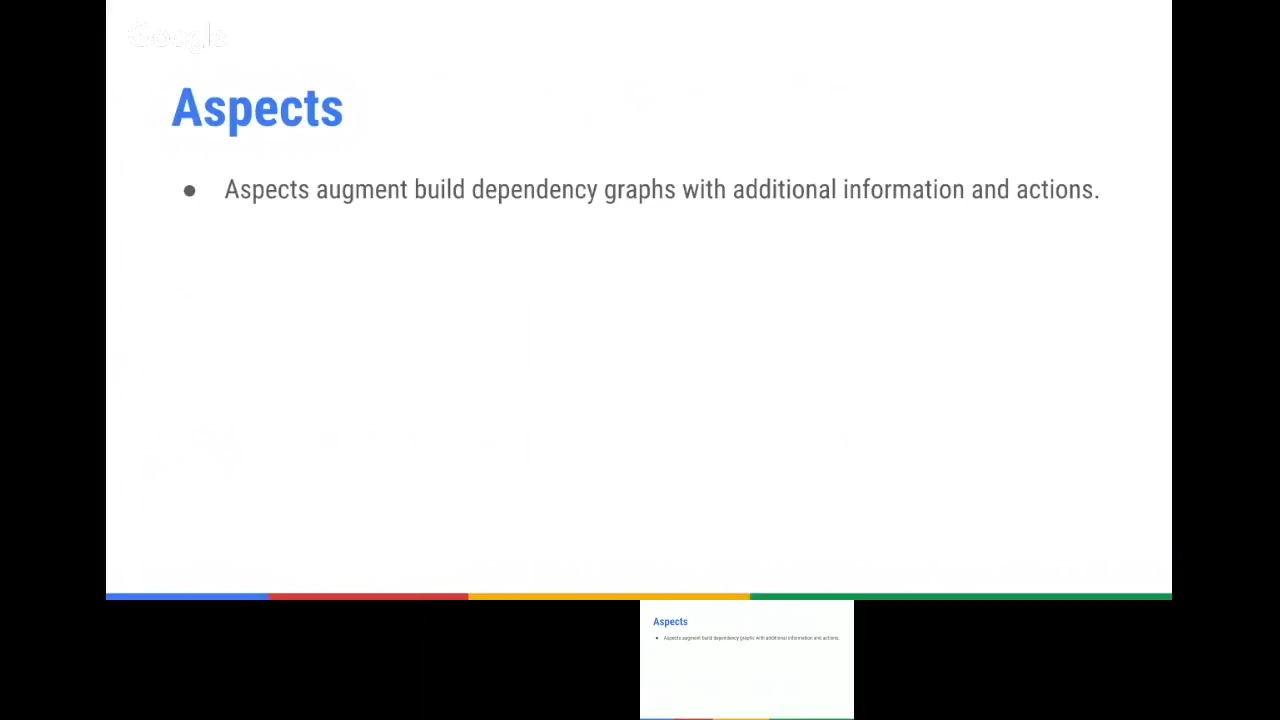 Google
Aspects
● Aspects augment build dependency graphs with additional information and actions.
Aspects
● Aspects augment build dependency graphs with additional information and actions.